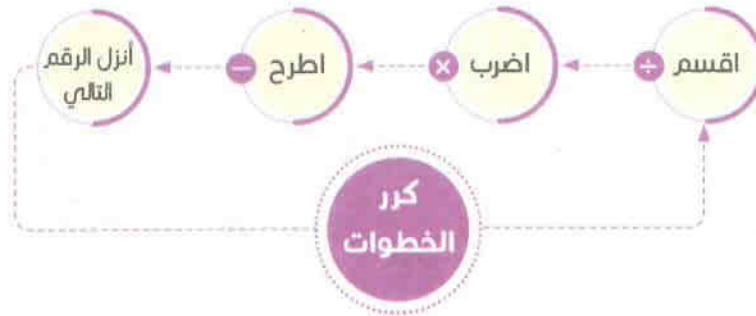 اقسم
÷
اضرب
×
اطرح
−
أنزل الرقم
التالي
كرر
الخطوات